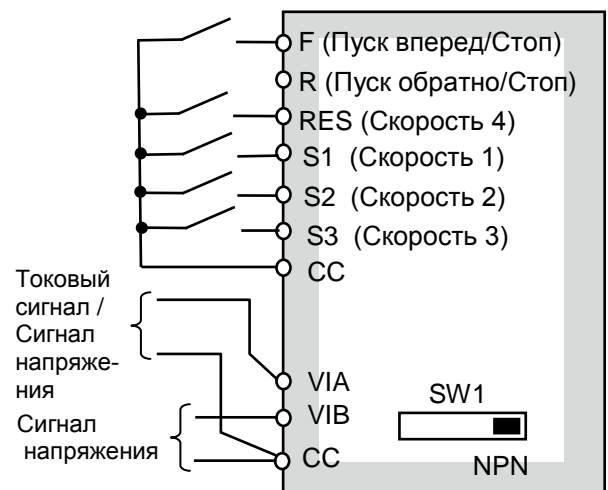 F (Пуск вперед/Стоп)
R (Пуск обратно/Стоп)
RES (Скорость 4)
S1 (Скорость 1)
S2 (Скорость 2)
S3 (Скорость 3)
CC
Токовый
сигнал /
Сигнал
напряже-
ния
VIA
SW1
Сигнал
напряжения
VIB
CC
NPN